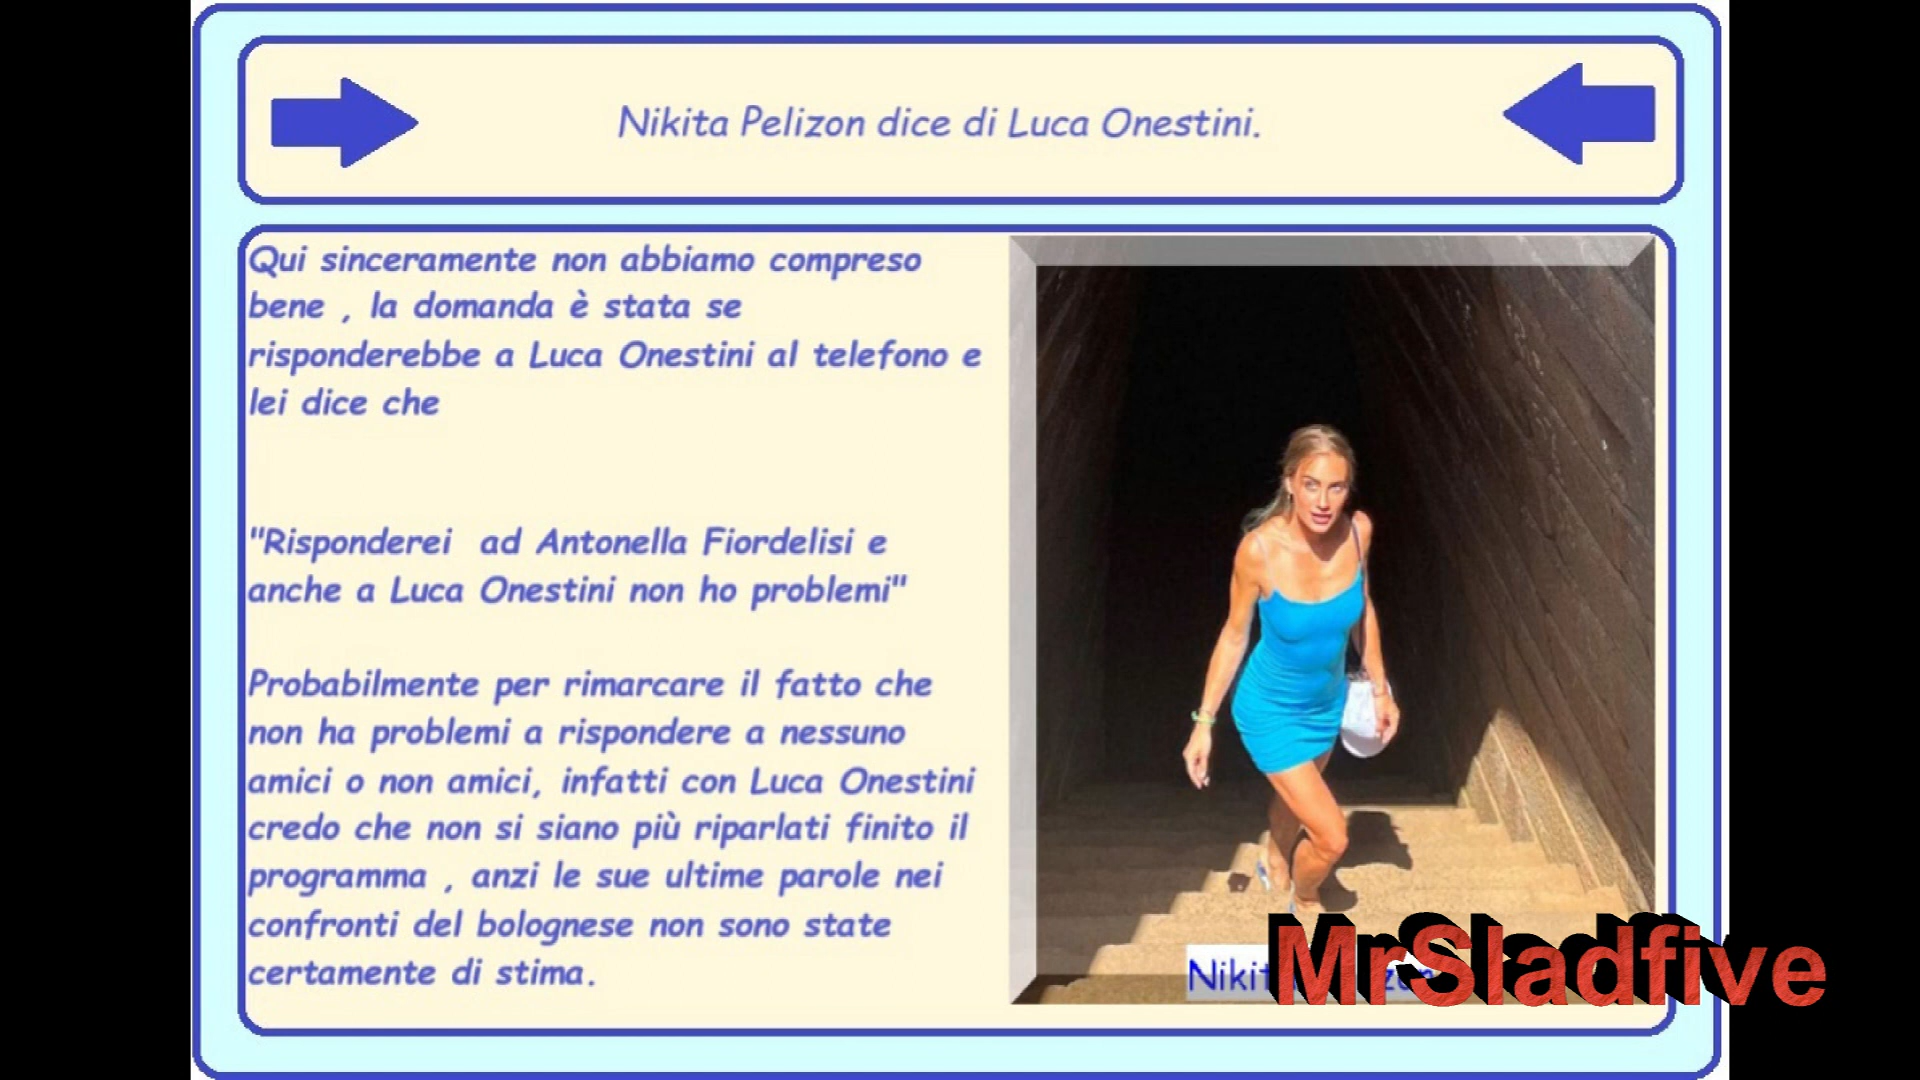 Nikita Pelizon dice di Luca Onestini.
Qui sinceramente non abbiamo compreso
bene , la domanda è stata se
risponderebbe a Luca Onestini al telefono e
lei dice che
"Risponderei  ad Antonella Fiordelisi e
anche a Luca Onestini non ho problemi"
Probabilmente per rimarcare il fatto che
non ha problemi a rispondere a nessuno
amici o non amici, infatti con Luca Onestini
credo che non si siano più riparlati finito il
programma , anzi le sue ultime parole nei
confronti del bolognese non sono state
certamente di stima.
MrSladfive